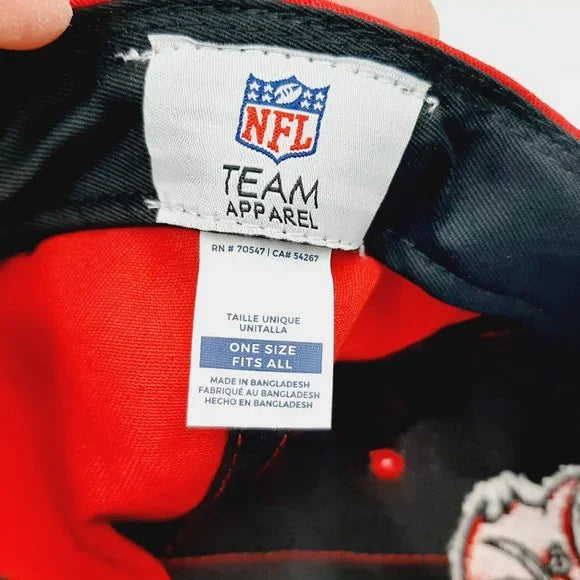 NFL
TEAM
APPAREL
RN # 70547 | CA# 54267
TAILLE UNIQUE
UNITALLA
ONE SIZE
FITS ALL
MADE IN BANGLADESH
FABRIQUÉ AU BANGLADESH
HECHO EN BANGLADESH